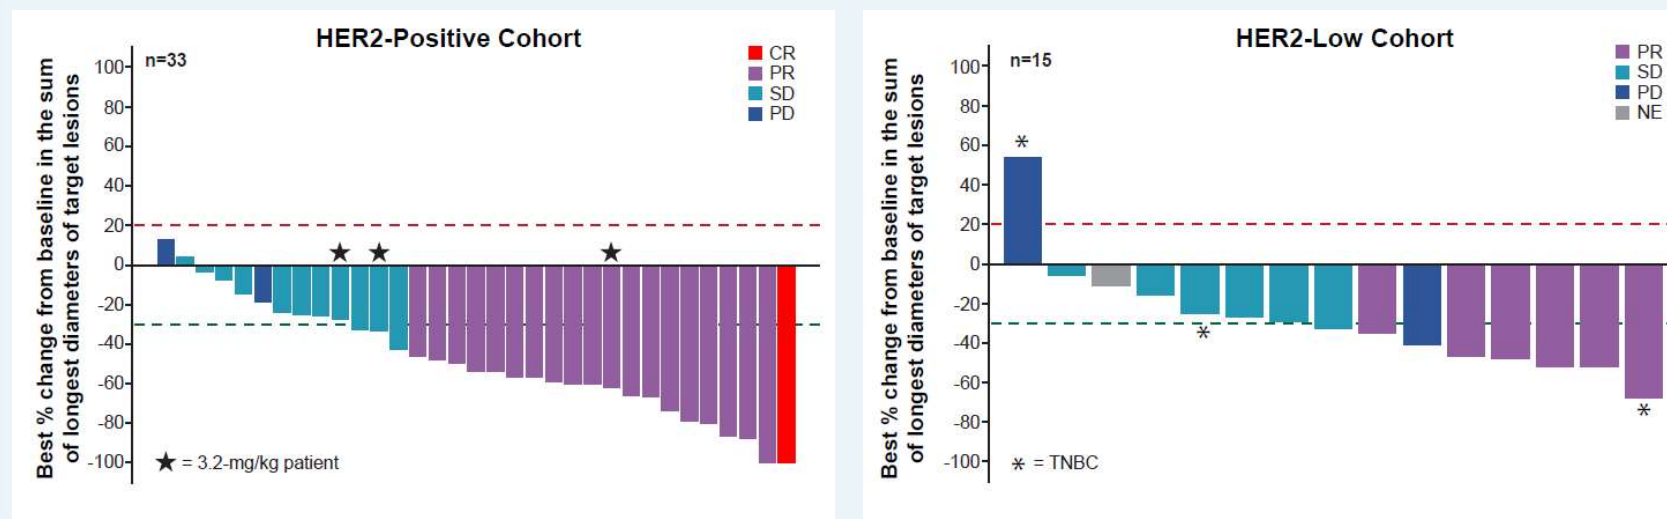 HER2-Positive Cohort
n=33
CR
PR
SD
PD
Best % change from baseline in the sum
of longest diameters of target lesions
100
80
60
40
20
0
-20
-40
-60
-80
-100
★ ★ ★
★ = 3.2-mg/kg patient
HER2-Low Cohort
n=15
PR
SD
PD
NE
Best % change from baseline in the sum
of longest diameters of target lesions
100
80
60
40
20
0
-20
-40
-60
-80
-100
*
*
*
* = TNBC